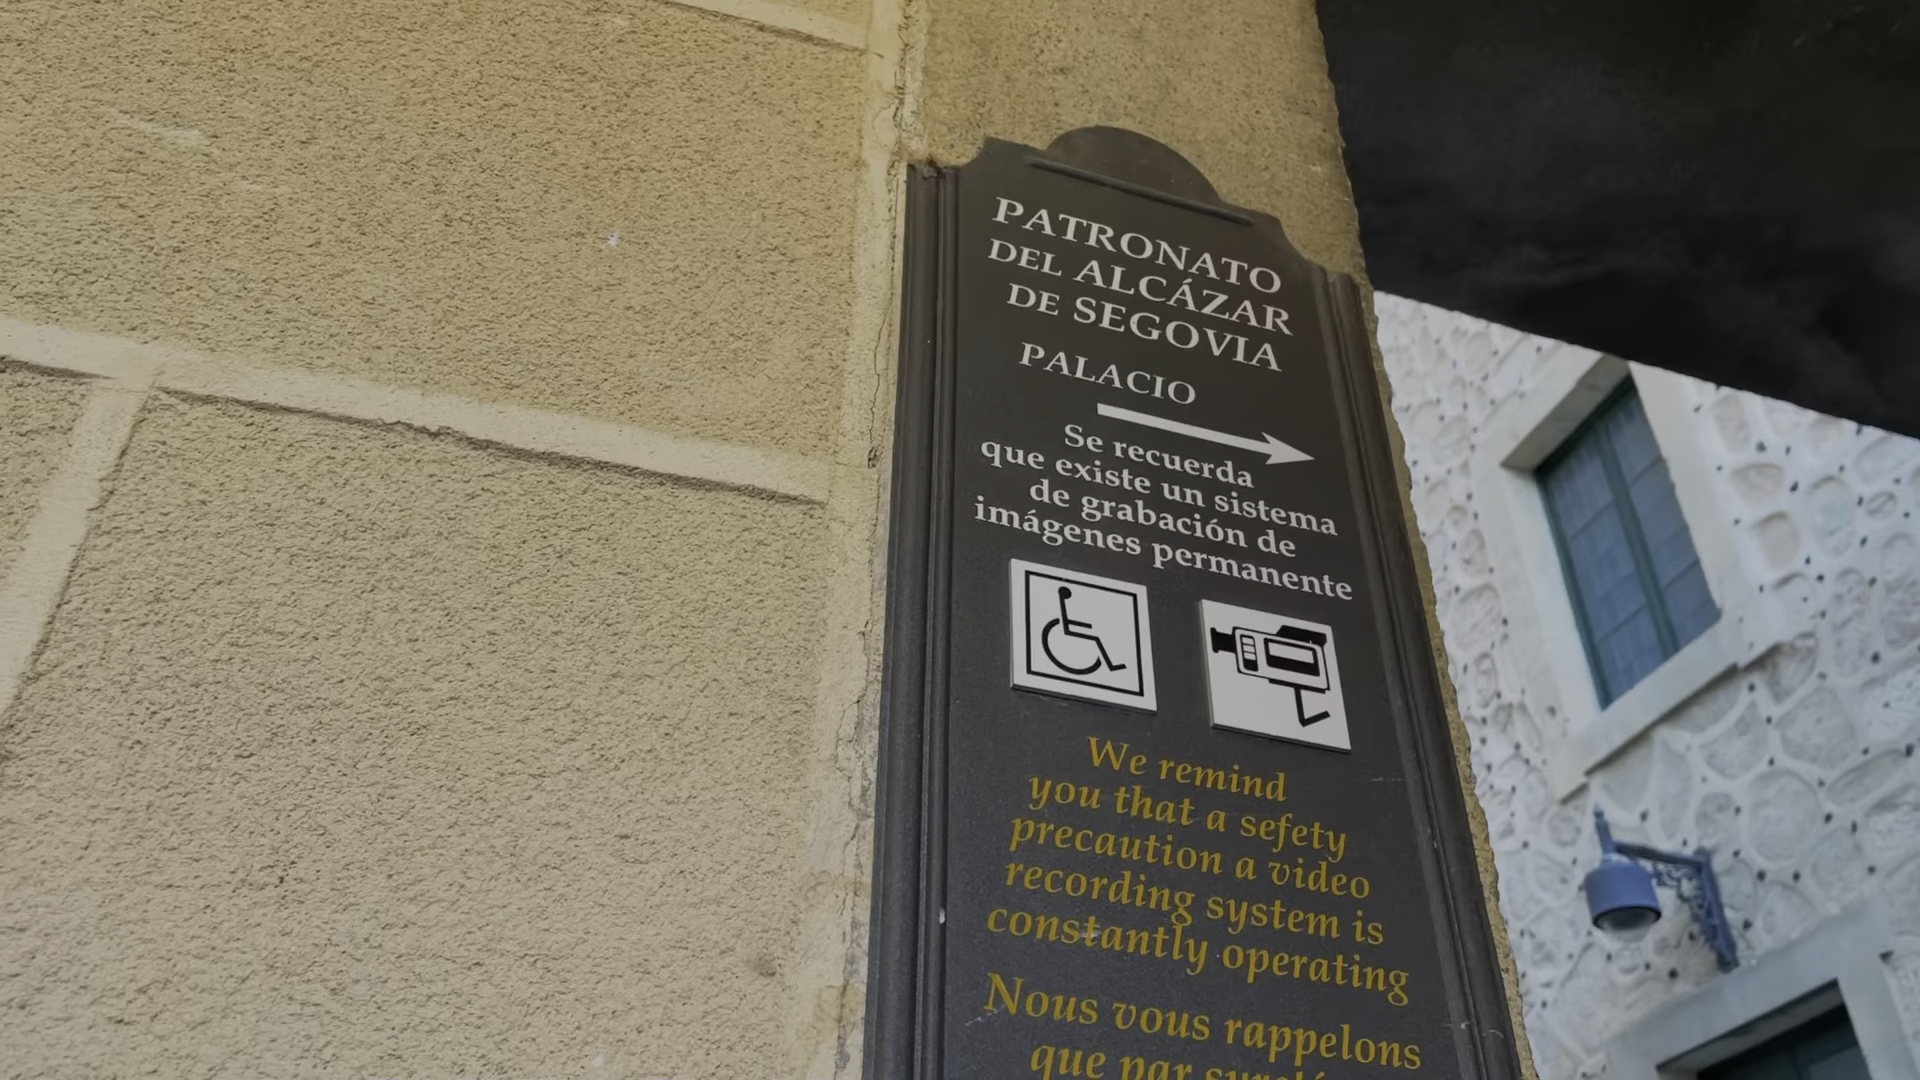 PATRONATO
DEL ALCÁZAR
DE SEGOVIA
PALACIO
Se recuerda
que existe un sistema
de grabación de
imágenes permanente
We remind
you that a sefety
precaution a video
recording system is
constantly operating
Nous vous rappelons
que par